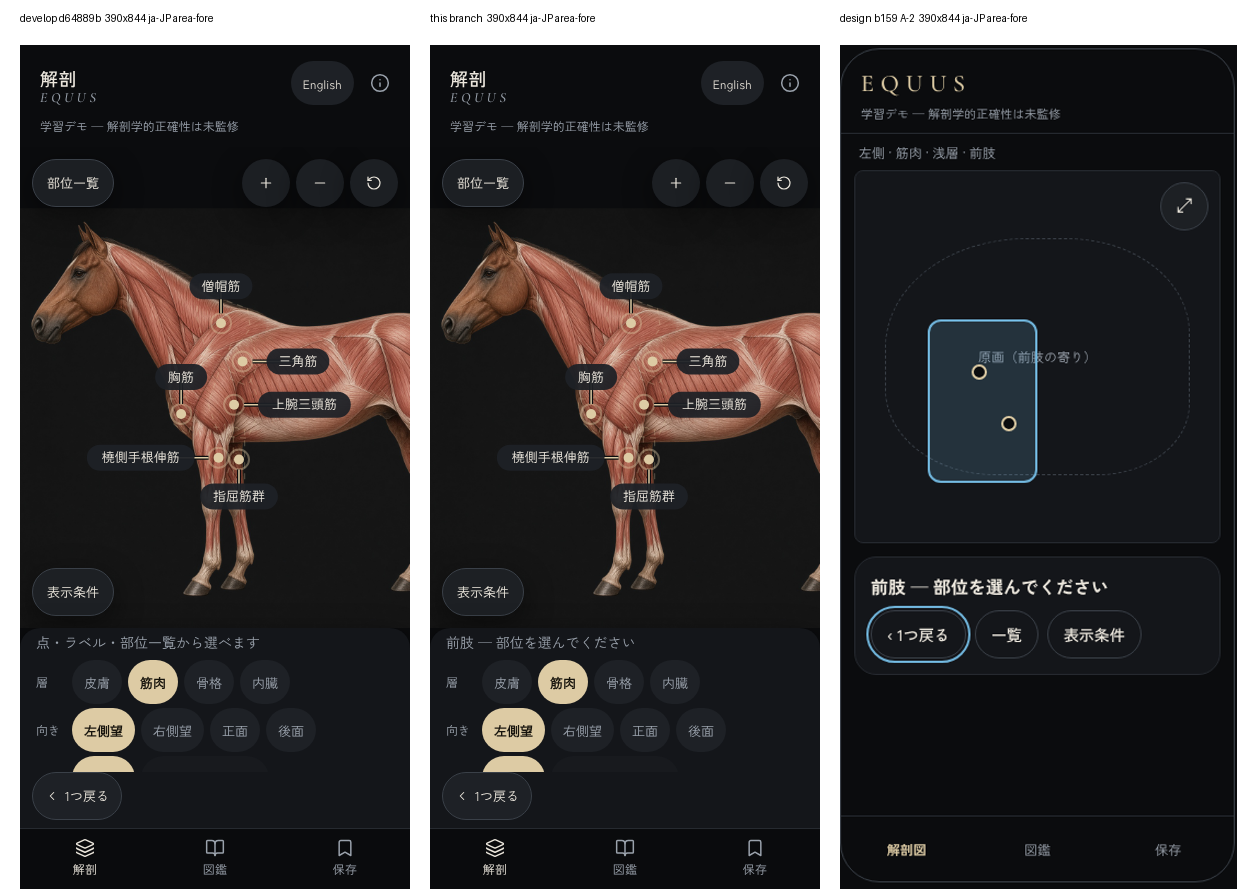 develop d64889b 390x844 ja-JP area-fore
解剖
EQUUS
English
学習デモ — 解剖学的正確性は未監修
部位一覧
僧帽筋
三角筋
胸筋
上腕三頭筋
橈側手根伸筋
指屈筋群
表示条件
点・ラベル・部位一覧から選べます
層 皮膚 筋肉 骨格 内臓
向き 左側望 右側望 正面 後面
1つ戻る
解剖 図鑑 保存
this branch 390x844 ja-JP area-fore
解剖
EQUUS
English
学習デモ — 解剖学的正確性は未監修
部位一覧
僧帽筋
三角筋
胸筋
上腕三頭筋
橈側手根伸筋
指屈筋群
表示条件
前肢 — 部位を選んでください
層 皮膚 筋肉 骨格 内臓
向き 左側望 右側望 正面 後面
1つ戻る
解剖 図鑑 保存
design b159 A-2 390x844 ja-JP area-fore
EQUUS
学習デモ — 解剖学的正確性は未監修
左側 · 筋肉 · 浅層 · 前肢
原画（前肢の寄り）
前肢 — 部位を選んでください
‹ 1つ戻る 一覧 表示条件
解剖図 図鑑 保存